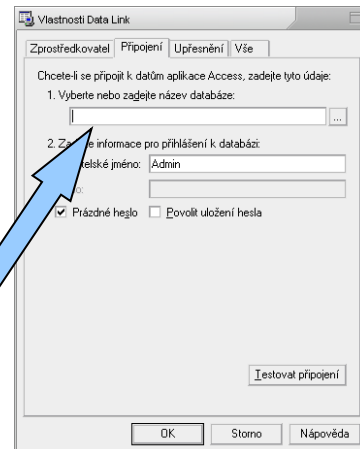 Vlastnosti Data Link
Zprostředkovatel Připojení Upřesnění Vše
Chcete-li se připojit k datům aplikace Access, zadejte tyto údaje:
1. Vyberte nebo zadejte název databáze:
...
2. informace pro přihlášení k databázi:
jméno: Admin
Prázdné heslo Povolit uložení hesla
Testovat připojení
OK Storno Nápověda